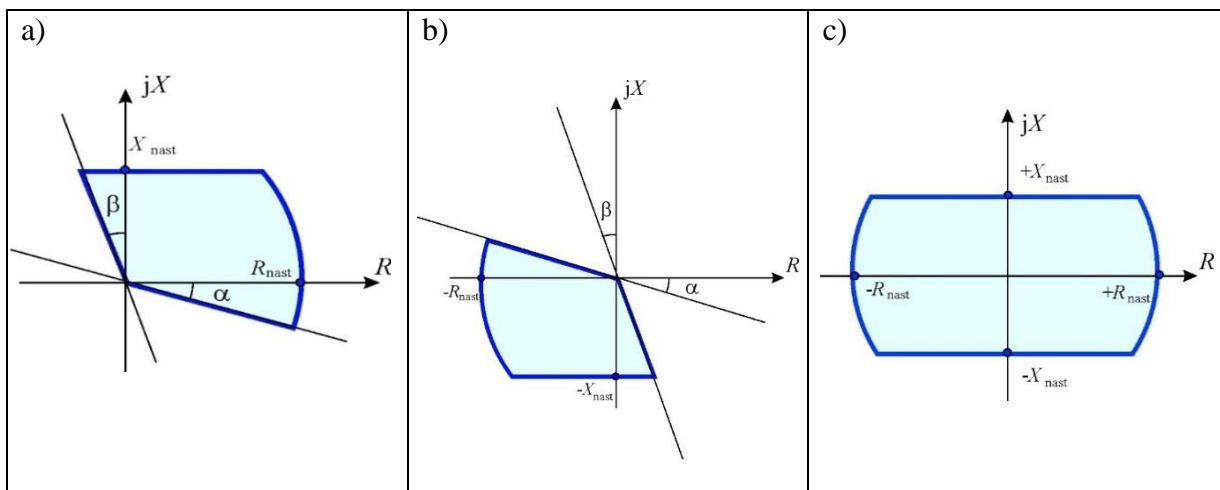 a)
jX
X nast
β
R nast
R
α
b)
jX
β
R
-R nast
α
-X nast
c)
jX
+X nast
R
-R nast
+R nast
-X nast